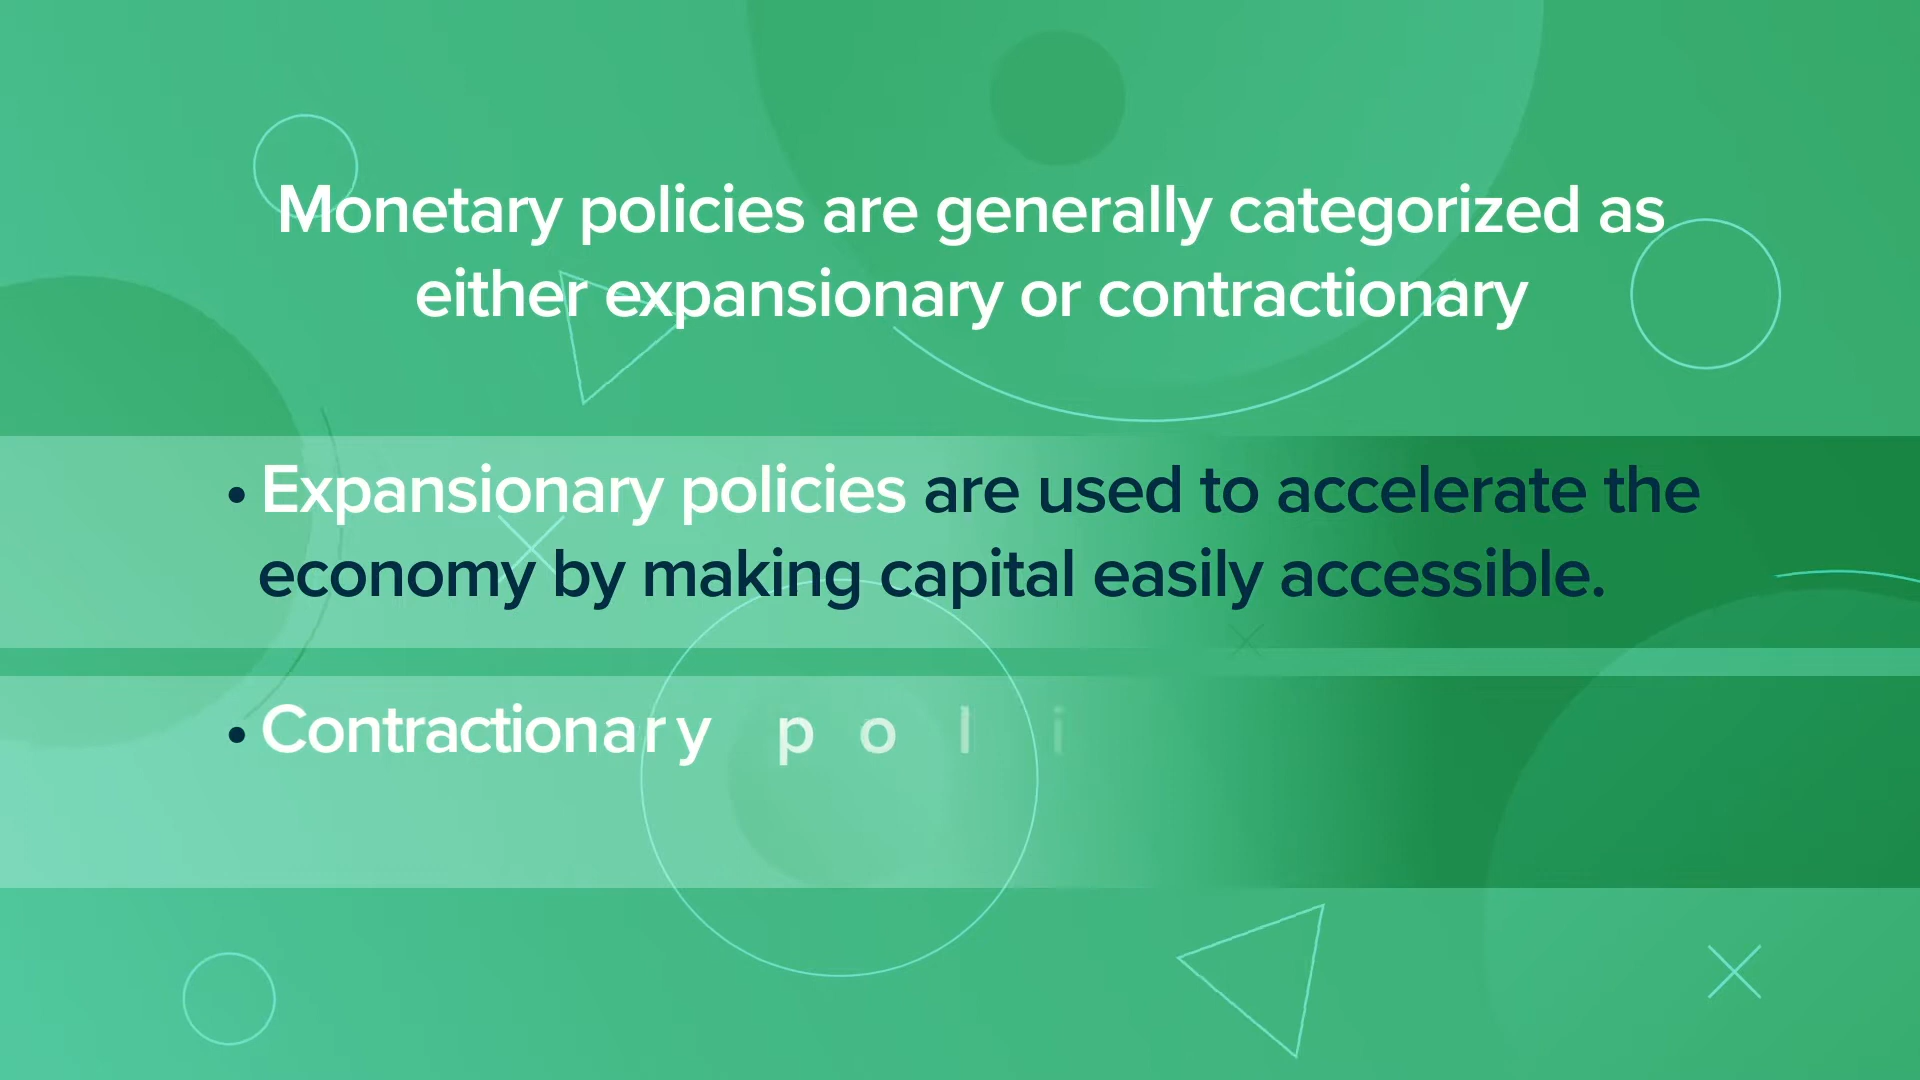 Monetary policies are generally categorized as
either expansionary or contractionary
• Expansionary policies are used to accelerate the
economy by making capital easily accessible.
• Contractionary poli